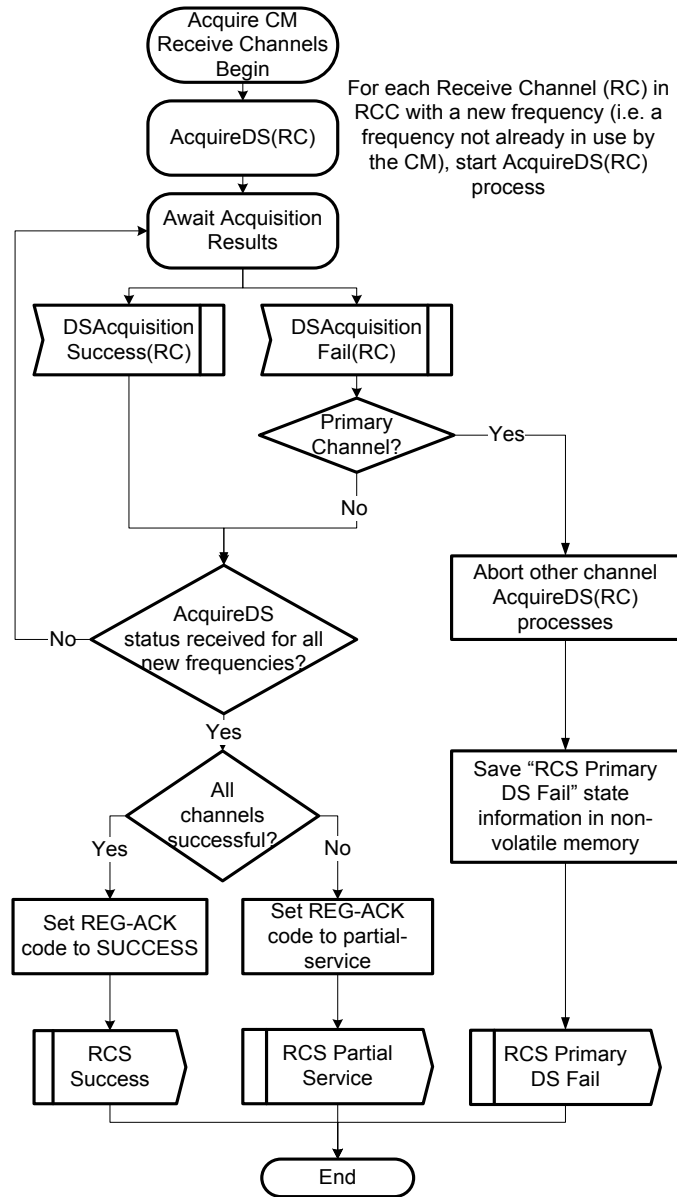 Acquire CM
Receive Channels
Begin
For each Receive Channel (RC) in
RCC with a new frequency (i.e. a
frequency not already in use by
the CM), start AcquireDS(RC)
process
AcquireDS(RC)
Await Acquisition
Results
DSAcquisition
Success(RC)
DSAcquisition
Fail(RC)
Primary
Channel?
Yes
No
Abort other channel
AcquireDS(RC)
processes
AcquireDS
status received for all
new frequencies?
No
Yes
Save “RCS Primary
DS Fail” state
information in non-
volatile memory
All
channels
successful?
Yes
No
Set REG-ACK
code to SUCCESS
Set REG-ACK
code to partial-
service
RCS
Success
RCS Partial
Service
RCS Primary
DS Fail
End